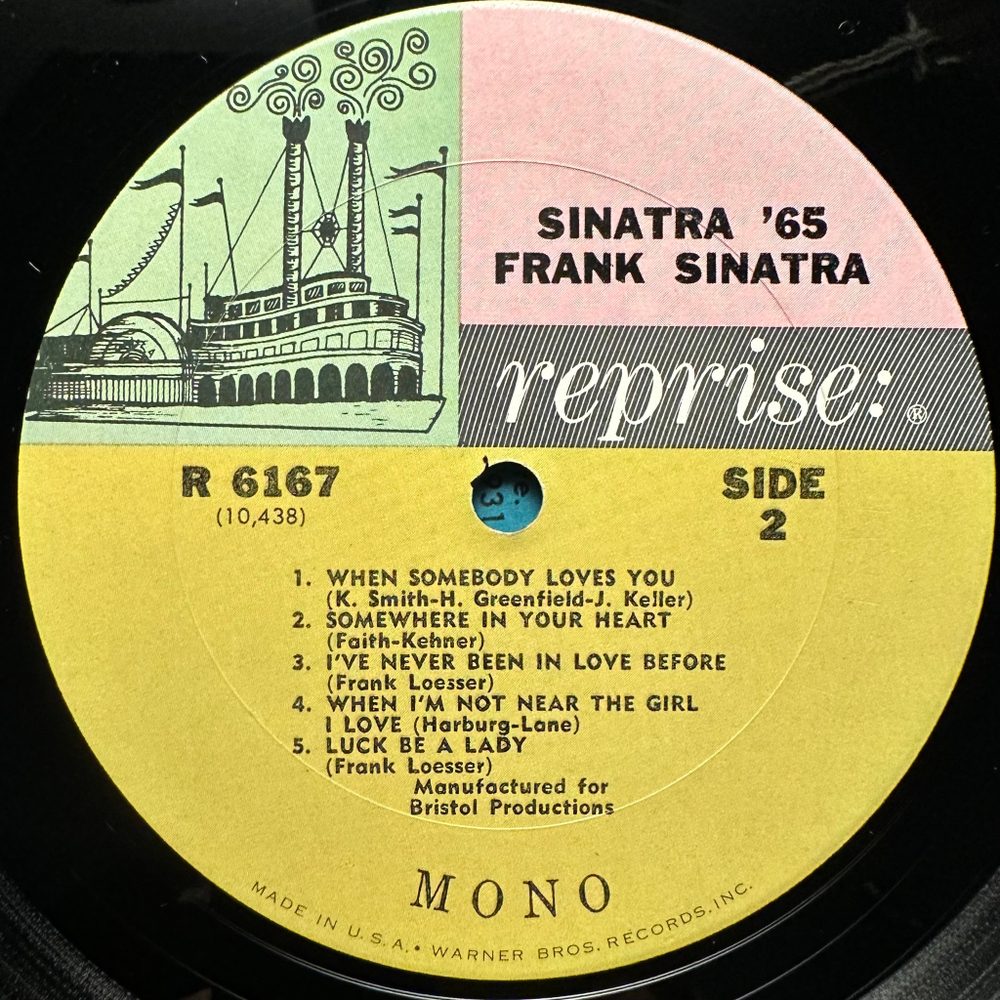 SINATRA '65
FRANK SINATRA
reprise: ®
R 6167
(10,438)
SIDE
2
1. WHEN SOMEBODY LOVES YOU
(K. Smith-H. Greenfield-J. Keller)
2. SOMEWHERE IN YOUR HEART
(Faith-Kehner)
3. I'VE NEVER BEEN IN LOVE BEFORE
(Frank Loesser)
4. WHEN I'M NOT NEAR THE GIRL
I LOVE (Harburg-Lane)
5. LUCK BE A LADY
(Frank Loesser)
Manufactured for
Bristol Productions
MONO
MADE IN U.S.A. • WARNER BROS. RECORDS, INC.